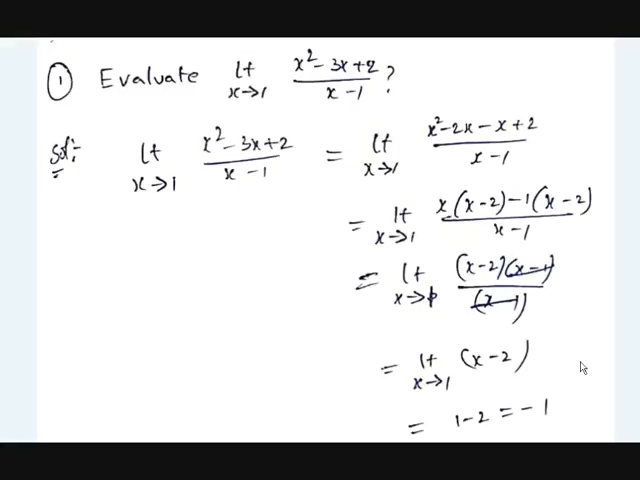 ① Evaluate lt x→1 (x² - 3x + 2)/(x - 1) ?
Sol:- lt x→1 (x² - 3x + 2)/(x - 1) = lt x→1 (x² - 2x - x + 2)/(x - 1)
= lt x→1 (x(x - 2) - 1(x - 2))/(x - 1)
= lt x→1 ((x - 2)(x - 1))/((x - 1))
= lt x→1 (x - 2)
= 1 - 2 = - 1